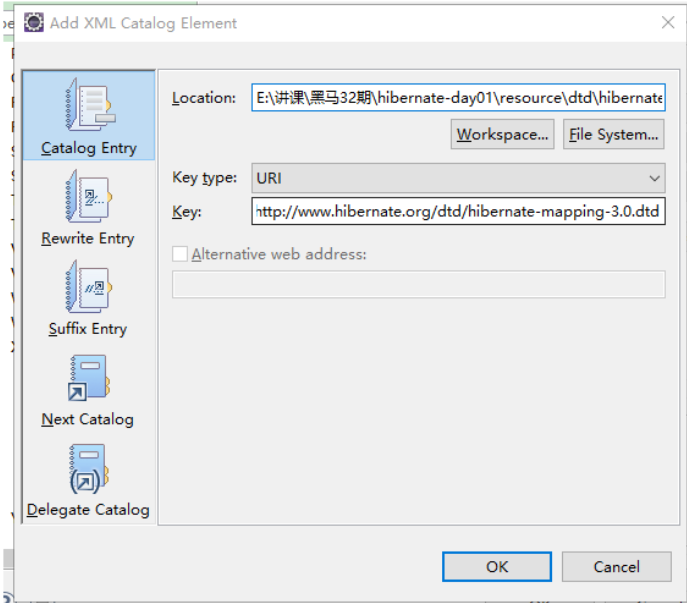 Add XML Catalog Element
Catalog Entry
Rewrite Entry
Suffix Entry
Next Catalog
Delegate Catalog
Location: E:\讲课\黑马32期\hibernate-day01\resource\dtd\hibernate
Workspace... File System...
Key type: URI
Key: http://www.hibernate.org/dtd/hibernate-mapping-3.0.dtd
Alternative web address:
OK Cancel